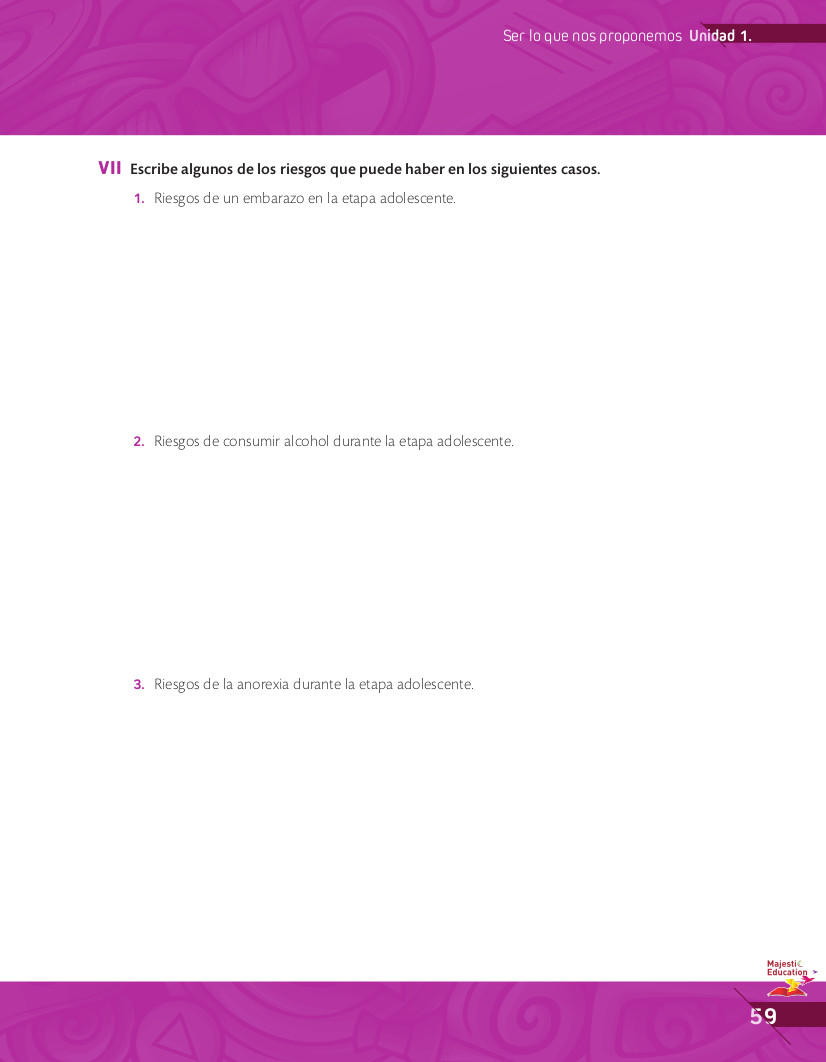 Ser lo que nos proponemos Unidad 1.
VII Escribe algunos de los riesgos que puede haber en los siguientes casos.
1. Riesgos de un embarazo en la etapa adolescente.
2. Riesgos de consumir alcohol durante la etapa adolescente.
3. Riesgos de la anorexia durante la etapa adolescente.
Majestic
Education
59